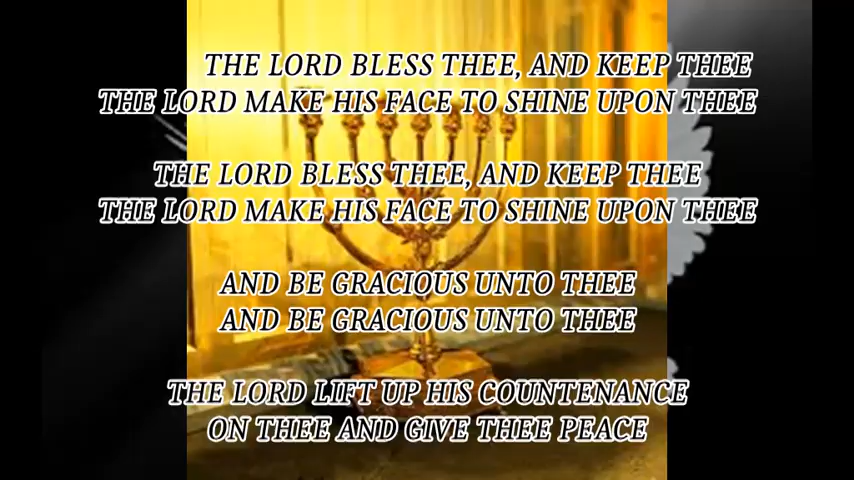 THE LORD BLESS THEE, AND KEEP THEE
THE LORD MAKE HIS FACE TO SHINE UPON THEE
THE LORD BLESS THEE, AND KEEP THEE
THE LORD MAKE HIS FACE TO SHINE UPON THEE
AND BE GRACIOUS UNTO THEE
AND BE GRACIOUS UNTO THEE
THE LORD LIFT UP HIS COUNTENANCE
ON THEE AND GIVE THEE PEACE